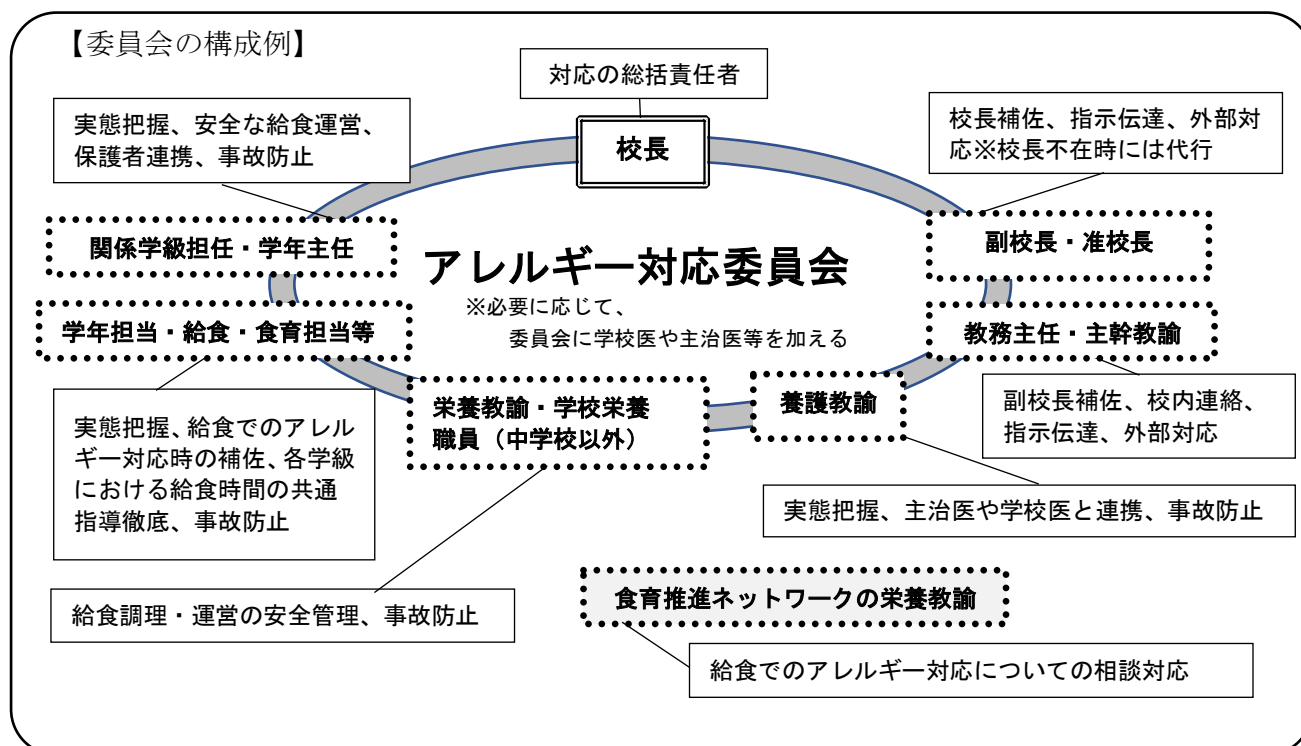 【委員会の構成例】
対応の総括責任者
校長
実態把握、安全な給食運営、
保護者連携、事故防止
校長補佐、指示伝達、外部対
応※校長不在時には代行
関係学級担任・学年主任
副校長・准校長
アレルギー対応委員会
※必要に応じて、
委員会に学校医や主治医等を加える
学年担当・給食・食育担当等
教務主任・主幹教諭
栄養教諭・学校栄養
職員（中学校以外）
養護教諭
実態把握、給食でのアレル
ギー対応時の補佐、各学級
における給食時間の共通
指導徹底、事故防止
副校長補佐、校内連絡、
指示伝達、外部対応
実態把握、主治医や学校医と連携、事故防止
給食調理・運営の安全管理、事故防止
食育推進ネットワークの栄養教諭
給食でのアレルギー対応についての相談対応